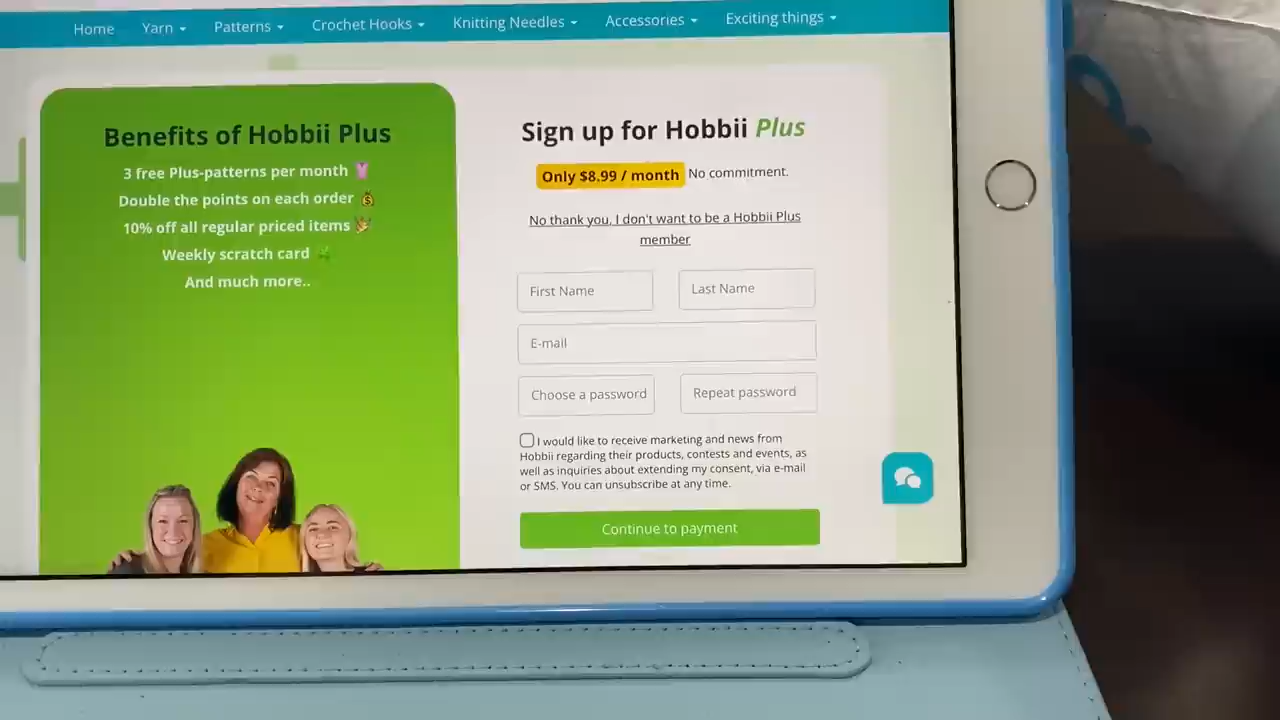 Home Yarn Patterns Crochet Hooks Knitting Needles Accessories Exciting things
Benefits of Hobbii Plus
3 free Plus-patterns per month
Double the points on each order
10% off all regular priced items
Weekly scratch card
And much more..
Sign up for Hobbii Plus
Only $8.99 / month No commitment.
No thank you, I don't want to be a Hobbii Plus
member
First Name Last Name
E-mail
Choose a password Repeat password
I would like to receive marketing and news from
Hobbii regarding their products, contests and events, as
well as inquiries about extending my consent, via e-mail
or SMS. You can unsubscribe at any time.
Continue to payment